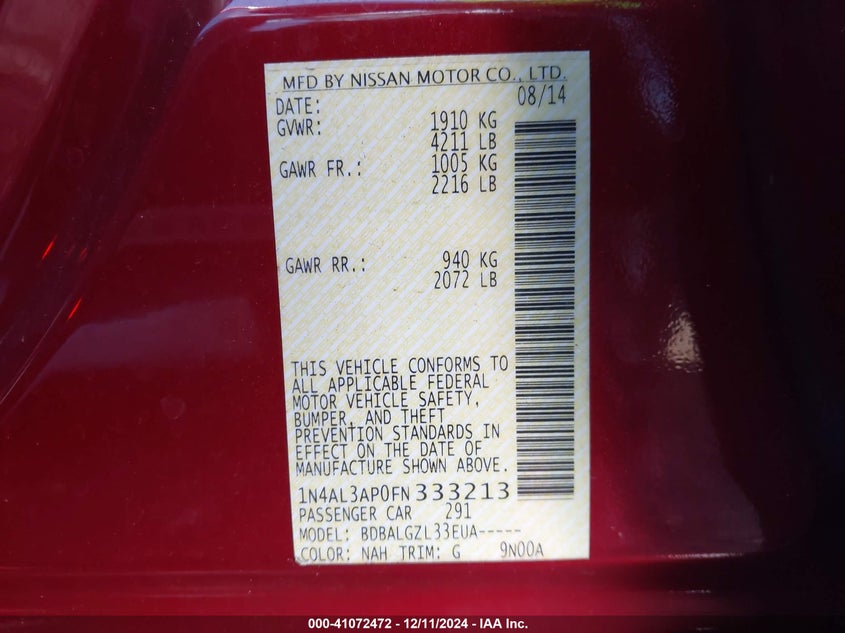 MFD BY NISSAN MOTOR CO., LTD.
DATE: 08/14
GVWR: 1910 KG
4211 LB
GAWR FR.: 1005 KG
2216 LB
GAWR RR.: 940 KG
2072 LB
THIS VEHICLE CONFORMS TO
ALL APPLICABLE FEDERAL
MOTOR VEHICLE SAFETY,
BUMPER, AND THEFT
PREVENTION STANDARDS IN
EFFECT ON THE DATE OF
MANUFACTURE SHOWN ABOVE.
1N4AL3AP0FN333213
PASSENGER CAR 291
MODEL: BDBALGZL33EUA-----
COLOR: NAH TRIM: G 9N00A
000-41072472 - 12/11/2024 - IAA Inc.